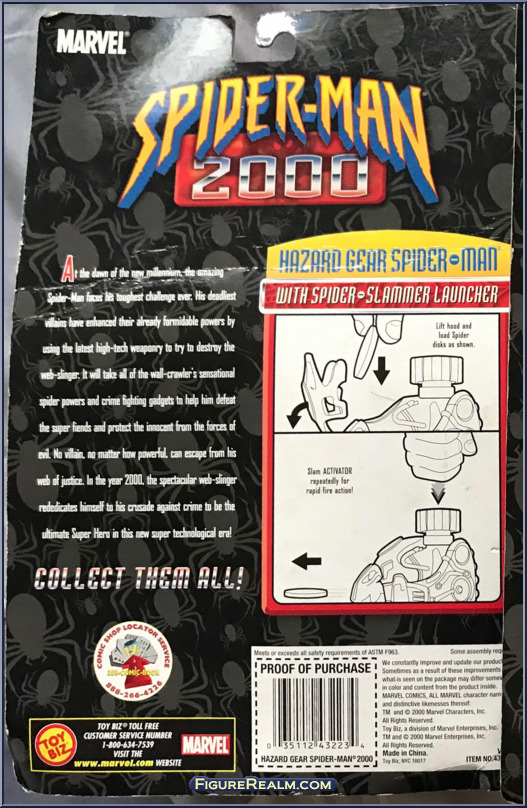 MARVEL®
SPIDER-MAN
2000
At the dawn of the new millennium, the amazing
Spider-Man faces his toughest challenge ever. His deadliest
villains have enhanced their already formidable powers by
using the latest high-tech weaponry to try to destroy the
web-slinger. It will take all of the wall-crawler's sensational
spider powers and crime fighting gadgets to help him defeat
the super fiends and protect the innocent from the forces of
evil. No villain, no matter how powerful, can escape from his
web of justice. In the year 2000, the spectacular web-slinger
rededicates himself to his crusade against crime to be the
ultimate Super Hero in this new super technological era!
COLLECT THEM ALL!
HAZARD GEAR SPIDER-MAN®
WITH SPIDER-SLAMMER LAUNCHER
Lift hood and
load Spider
disks as shown.
Slam ACTIVATOR
repeatedly for
rapid fire action!
COMIC SHOP LOCATOR SERVICE
888-COMIC-BOOK
888-266-4226
TOY BIZ
TOY BIZ® TOLL FREE
CUSTOMER SERVICE NUMBER
1-800-634-7539
VISIT THE
www.marvel.com WEBSITE
MARVEL
Meets or exceeds all safety requirements of ASTM F963.
Some assembly req
PROOF OF PURCHASE
0 35112 43223 4
HAZARD GEAR SPIDER-MAN® 2000
We constantly improve and update our product
Sometimes as a result of these improvements
what-is seen on the package may differ somew
in color and content from the product inside.
MARVEL COMICS, ALL MARVEL character nam
and distinctive likenesses thereof:
TM and © 2000 Marvel Characters, Inc.
All Rights Reserved.
Toy Biz, a division of Marvel Enterprises, Inc.
TM and © 2000 Marvel Enterprises, Inc.
All Rights Reserved.
Made in China.
Toy Biz, NYC 10017
ITEM NO.43
FigureRealm.com